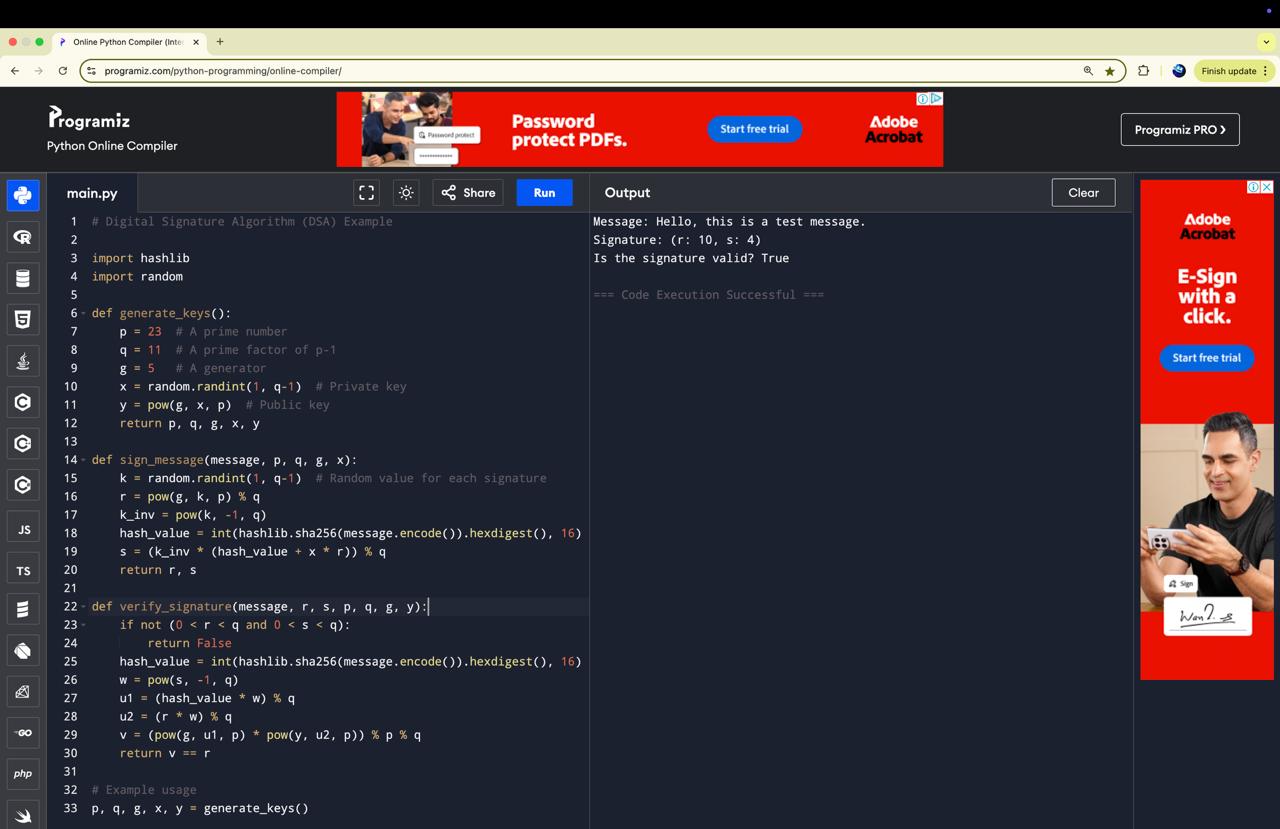 Online Python Compiler (Inte
programiz.com/python-programming/online-compiler/
Finish update
Programiz
Python Online Compiler
Password protect
Password
protect PDFs.
Start free trial
Adobe
Acrobat
Programiz PRO ❯
main.py
Share
Run
Output
Clear
1 # Digital Signature Algorithm (DSA) Example
2
3 import hashlib
4 import random
5
6 def generate_keys():
7     p = 23  # A prime number
8     q = 11  # A prime factor of p-1
9     g = 5   # A generator
10     x = random.randint(1, q-1)  # Private key
11     y = pow(g, x, p)  # Public key
12     return p, q, g, x, y
13
14 def sign_message(message, p, q, g, x):
15     k = random.randint(1, q-1)  # Random value for each signature
16     r = pow(g, k, p) % q
17     k_inv = pow(k, -1, q)
18     hash_value = int(hashlib.sha256(message.encode()).hexdigest(), 16)
19     s = (k_inv * (hash_value + x * r)) % q
20     return r, s
21
22 def verify_signature(message, r, s, p, q, g, y):
23     if not (0 < r < q and 0 < s < q):
24         return False
25     hash_value = int(hashlib.sha256(message.encode()).hexdigest(), 16)
26     w = pow(s, -1, q)
27     u1 = (hash_value * w) % q
28     u2 = (r * w) % q
29     v = (pow(g, u1, p) * pow(y, u2, p)) % p % q
30     return v == r
31
32 # Example usage
33 p, q, g, x, y = generate_keys()
Message: Hello, this is a test message.
Signature: (r: 10, s: 4)
Is the signature valid? True
=== Code Execution Successful ===
Adobe
Acrobat
E-Sign
with a
click.
Start free trial
Sign
JS
TS
GO
php